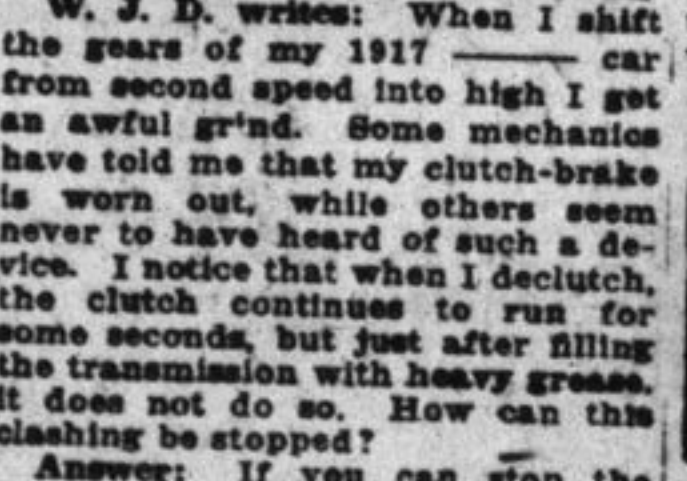 W. J. D. writes: When I shift
the gears of my 1917 ——— car
from second speed into high I get
an awful grind. Some mechanics
have told me that my clutch-brake
is worn out, while others seem
never to have heard of such a de-
vice. I notice that when I declutch,
the clutch continues to run for
some seconds, but just after filling
the transmission with heavy grease,
it does not do so. How can this
clashing be stopped?
Answer: If you can stop the